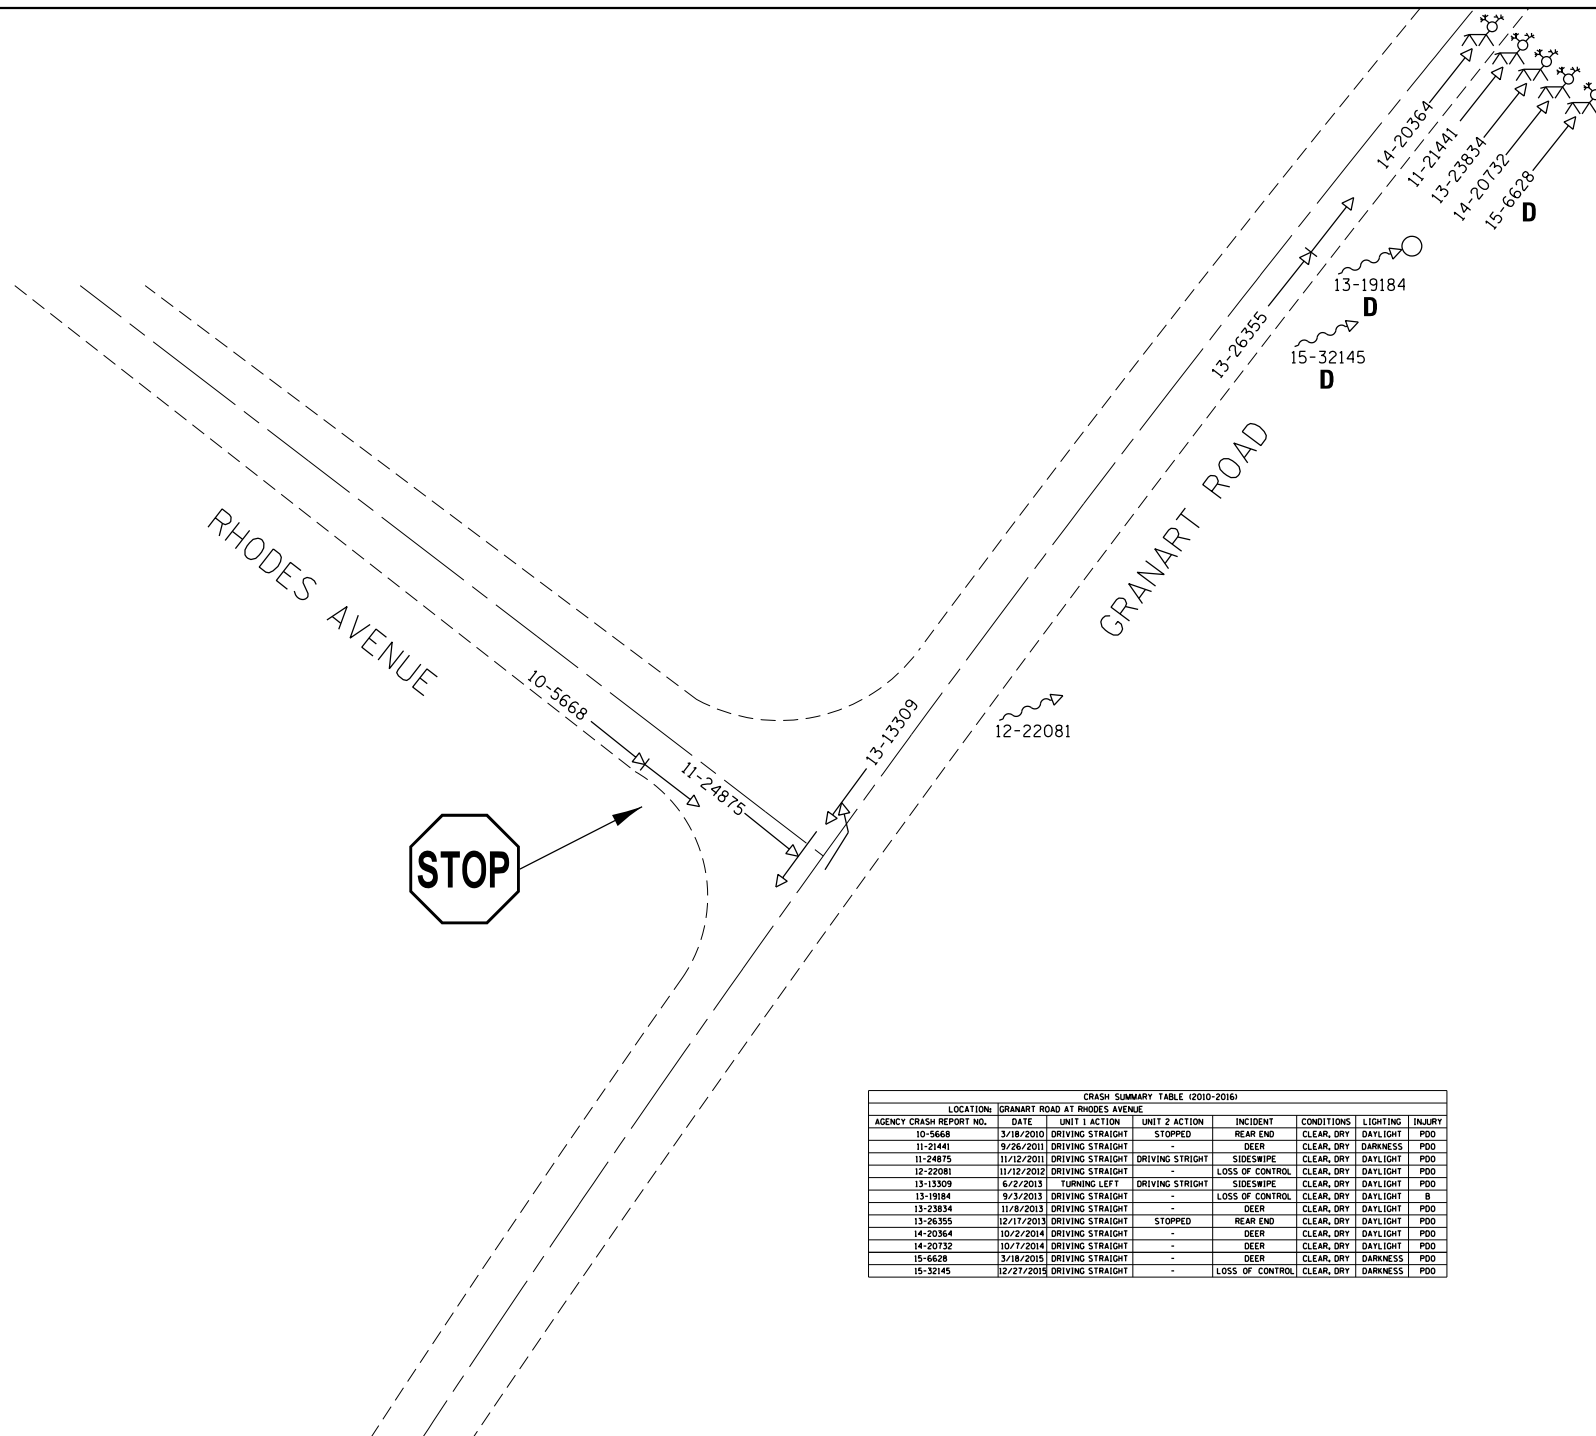 14-20364
11-21441
13-23834
14-20732
15-6628
D
13-19184
D
13-26355
15-32145
D
GRANART ROAD
RHODES AVENUE
10-5668
13-13309
12-22081
11-24875
STOP
CRASH SUMMARY TABLE (2010-2016)
LOCATION: GRANART ROAD AT RHODES AVENUE
AGENCY CRASH REPORT NO. DATE UNIT 1 ACTION UNIT 2 ACTION INCIDENT CONDITIONS LIGHTING INJURY
10-5668 3/18/2010 DRIVING STRAIGHT STOPPED REAR END CLEAR, DRY DAYLIGHT PDO
11-21441 9/26/2011 DRIVING STRAIGHT - DEER CLEAR, DRY DARKNESS PDO
11-24875 11/12/2011 DRIVING STRAIGHT DRIVING STRIGHT SIDESWIPE CLEAR, DRY DAYLIGHT PDO
12-22081 11/12/2012 DRIVING STRAIGHT - LOSS OF CONTROL CLEAR, DRY DAYLIGHT PDO
13-13309 6/2/2013 TURNING LEFT DRIVING STRIGHT SIDESWIPE CLEAR, DRY DAYLIGHT PDO
13-19184 9/3/2013 DRIVING STRAIGHT - LOSS OF CONTROL CLEAR, DRY DAYLIGHT B
13-23834 11/8/2013 DRIVING STRAIGHT - DEER CLEAR, DRY DAYLIGHT PDO
13-26355 12/17/2013 DRIVING STRAIGHT STOPPED REAR END CLEAR, DRY DAYLIGHT PDO
14-20364 10/2/2014 DRIVING STRAIGHT - DEER CLEAR, DRY DAYLIGHT PDO
14-20732 10/7/2014 DRIVING STRAIGHT - DEER CLEAR, DRY DAYLIGHT PDO
15-6628 3/18/2015 DRIVING STRAIGHT - DEER CLEAR, DRY DARKNESS PDO
15-32145 12/27/2015 DRIVING STRAIGHT - LOSS OF CONTROL CLEAR, DRY DARKNESS PDO